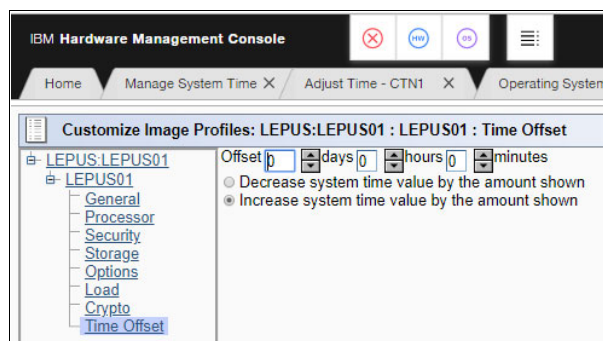 IBM Hardware Management Console
HW
OS
Home
Manage System Time X
Adjust Time - CTN1 X
Operating System
Customize Image Profiles: LEPUS:LEPUS01 : LEPUS01 : Time Offset
LEPUS:LEPUS01
LEPUS01
General
Processor
Security
Storage
Options
Load
Crypto
Time Offset
Offset 0 days 0 hours 0 minutes
Decrease system time value by the amount shown
Increase system time value by the amount shown